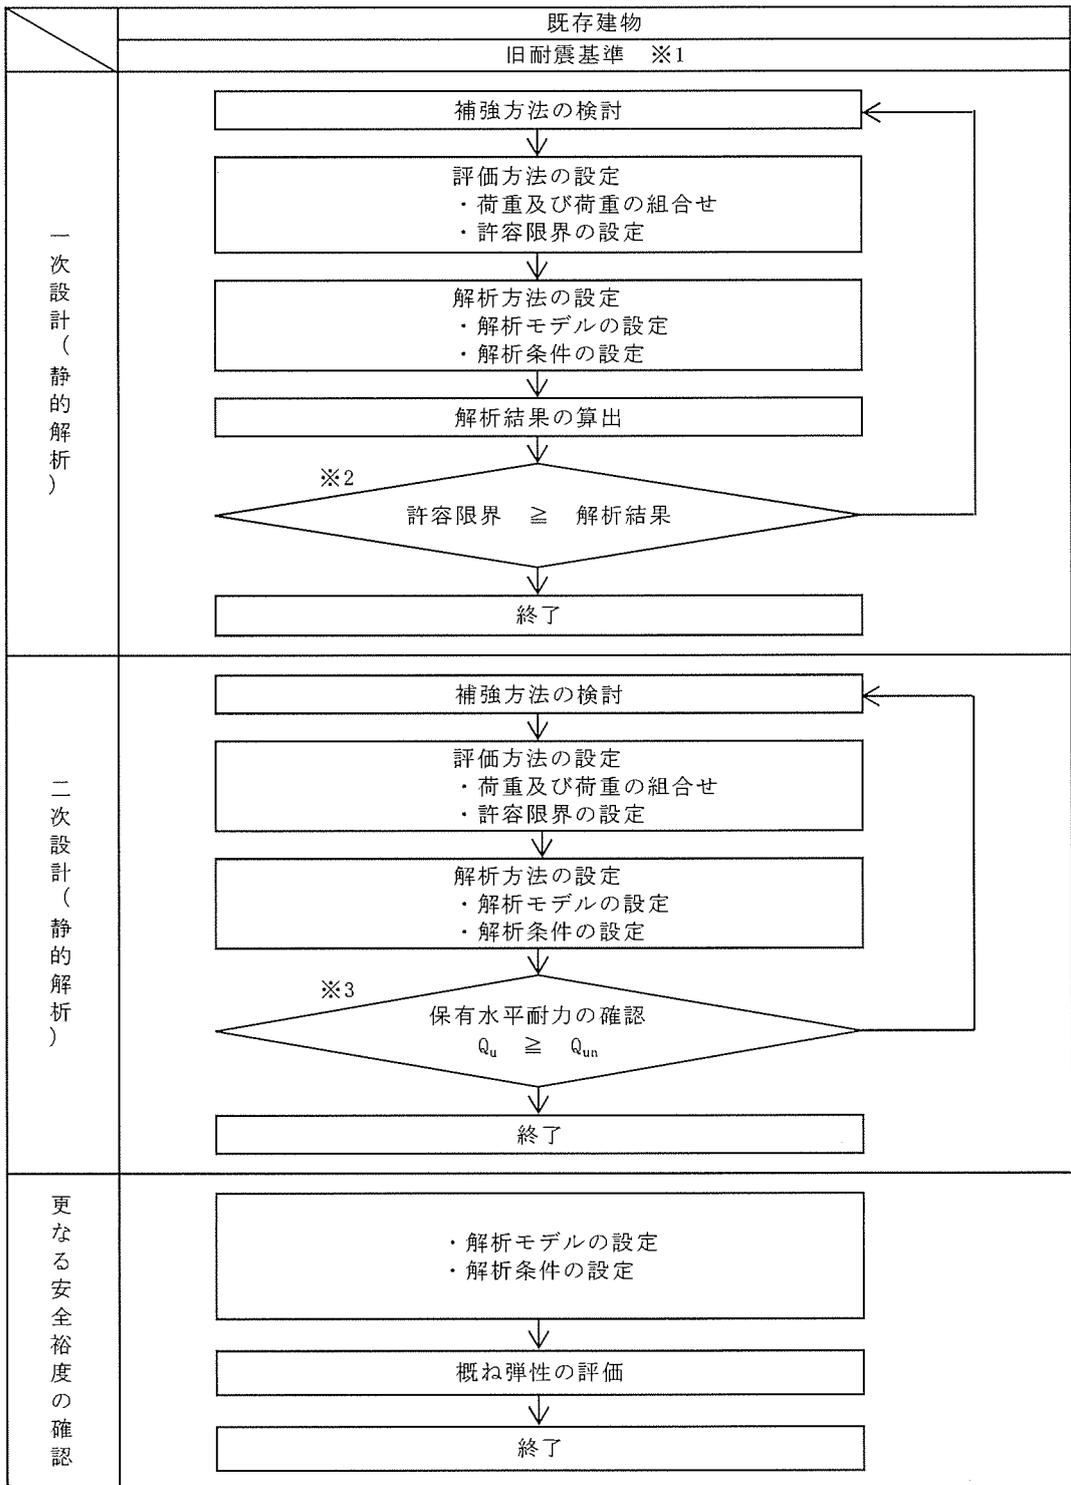 既存建物
旧耐震基準 ※1
一次設計(静的解析)
補強方法の検討
評価方法の設定
・荷重及び荷重の組合せ
・許容限界の設定
解析方法の設定
・解析モデルの設定
・解析条件の設定
解析結果の算出
※2
許容限界 ≧ 解析結果
終了
二次設計(静的解析)
補強方法の検討
評価方法の設定
・荷重及び荷重の組合せ
・許容限界の設定
解析方法の設定
・解析モデルの設定
・解析条件の設定
※3
保有水平耐力の確認
Qu ≧ Qun
終了
更なる安全裕度の確認
・解析モデルの設定
・解析条件の設定
概ね弾性の評価
終了